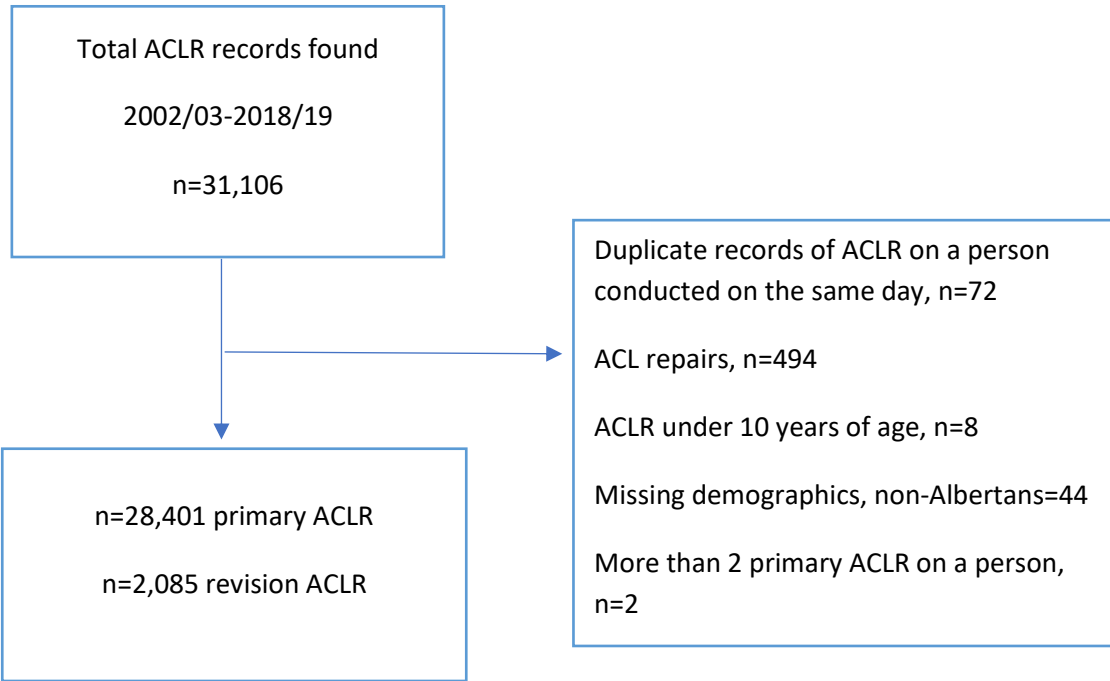 Total ACLR records found
2002/03-2018/19
n=31,106
Duplicate records of ACLR on a person
conducted on the same day, n=72
ACL repairs, n=494
ACLR under 10 years of age, n=8
Missing demographics, non-Albertans=44
More than 2 primary ACLR on a person,
n=2
n=28,401 primary ACLR
n=2,085 revision ACLR